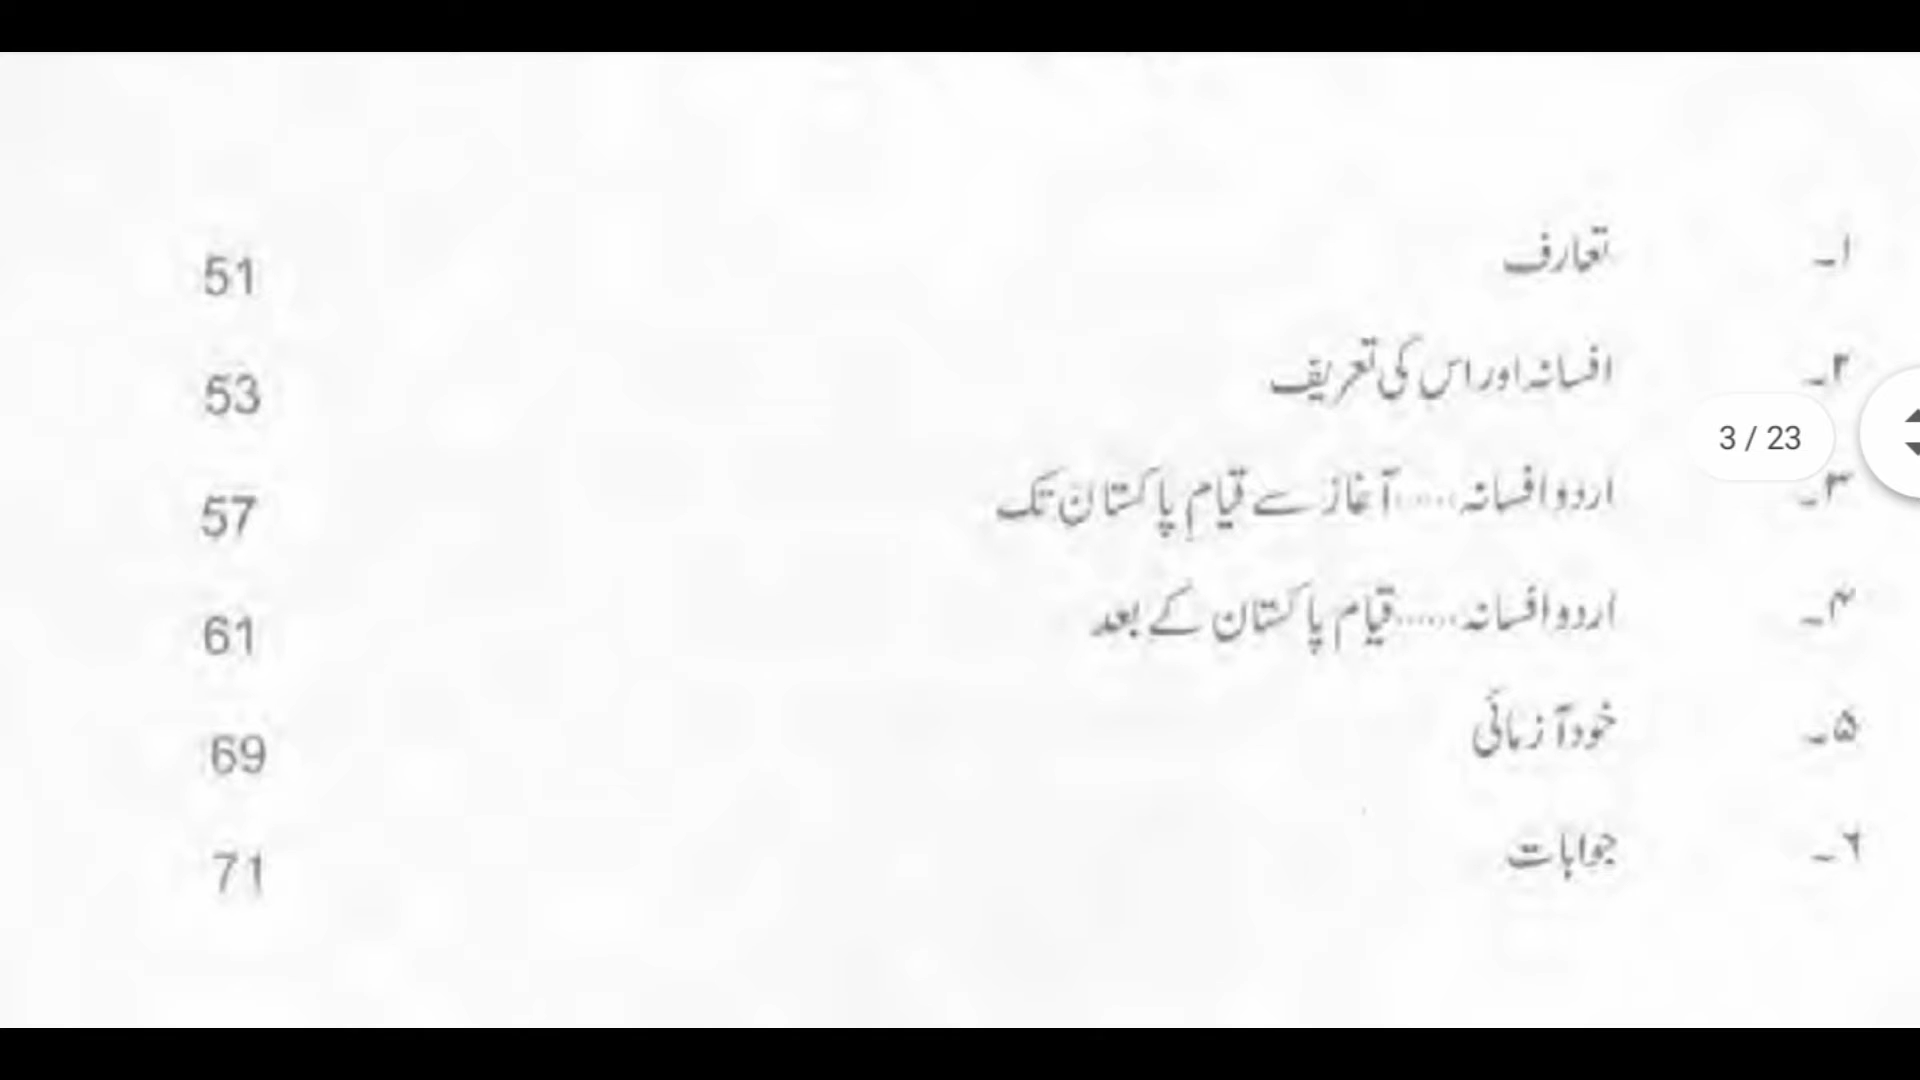 ۱۔ تعارف 51
۲۔ افسانہ اور اس کی تعریف 53
3 / 23
۳۔ اردو افسانہ......آغاز سے قیامِ پاکستان تک 57
۴۔ اردو افسانہ......قیام پاکستان کے بعد 61
۵۔ خود آزمائی 69
۶۔ جوابات 71